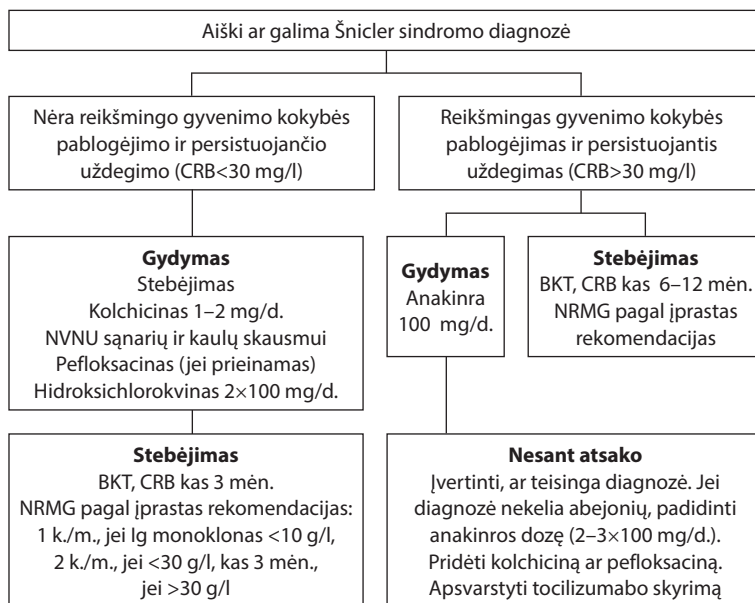 Aiški ar galima Šnicler sindromo diagnozė
Nėra reikšmingo gyvenimo kokybės
pablogėjimo ir persistuojančio
uždegimo (CRB<30 mg/l)
Reikšmingas gyvenimo kokybės
pablogėjimas ir persistuojantis
uždegimas (CRB>30 mg/l)
Gydymas
Stebėjimas
Kolchicinas 1–2 mg/d.
NVNU sąnarių ir kaulų skausmui
Pefloksacinas (jei prieinamas)
Hidroksichlorokvinas 2×100 mg/d.
Gydymas
Anakinra
100 mg/d.
Stebėjimas
BKT, CRB kas 6–12 mėn.
NRMG pagal įprastas
rekomendacijas
Stebėjimas
BKT, CRB kas 3 mėn.
NRMG pagal įprastas rekomendacijas:
1 k./m., jei Ig monoklonas <10 g/l,
2 k./m., jei <30 g/l, kas 3 mėn.,
jei >30 g/l
Nesant atsako
Įvertinti, ar teisinga diagnozė. Jei
diagnozė nekelia abejonių, padidinti
anakinros dozę (2–3×100 mg/d.).
Pridėti kolchiciną ar pefloksaciną.
Apsvarstyti tocilizumabo skyrimą